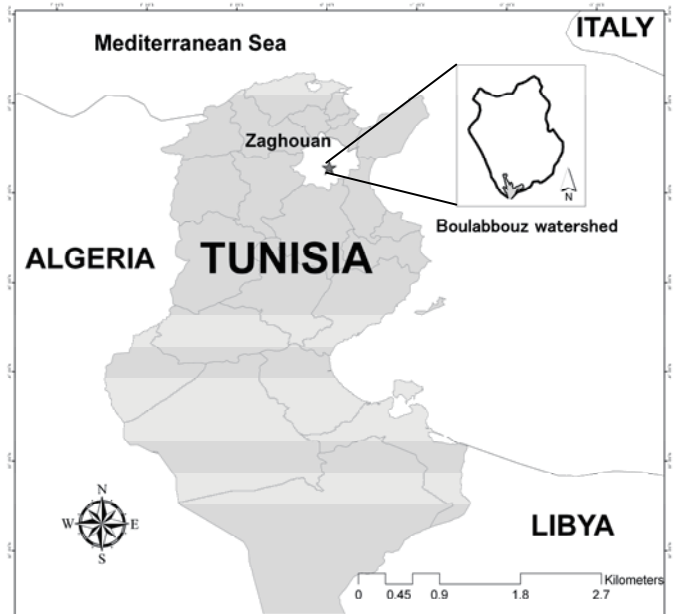 ITALY
Mediterranean Sea
Zaghouan
N
Boulabbouz watershed
ALGERIA
TUNISIA
N
W E
S
LIBYA
Kilometers
0 0.45 0.9 1.8 2.7